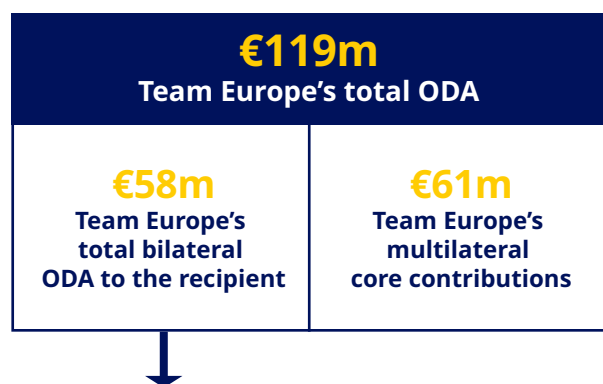 €119m
Team Europe’s total ODA
€58m
Team Europe’s
total bilateral
ODA to the recipient
€61m
Team Europe’s
multilateral
core contributions